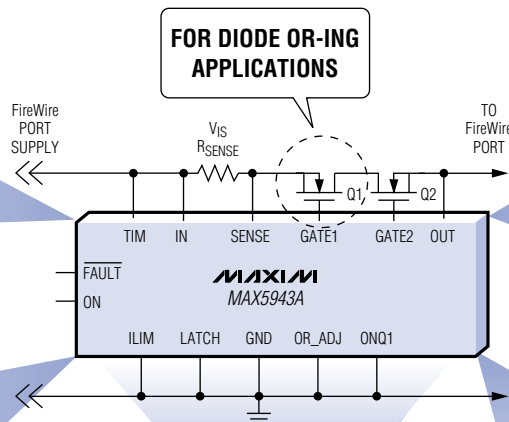 FOR DIODE OR-ING
APPLICATIONS
FireWire
PORT
SUPPLY
VIS
RSENSE
TO
FireWire
PORT
Q1
Q2
TIM
IN
SENSE
GATE1
GATE2
OUT
FAULT
ON
MAXIM
MAX5943A
ILIM
LATCH
GND
OR_ADJ
ONQ1